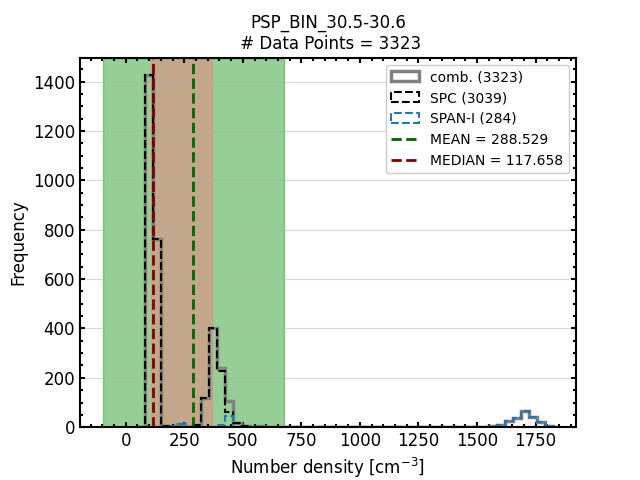 PSP_BIN_30.5-30.6
# Data Points = 3323
comb. (3323)
SPC (3039)
SPAN-I (284)
MEAN = 288.529
MEDIAN = 117.658
Frequency
1400
1200
1000
800
600
400
200
0
0 250 500 750 1000 1250 1500 1750
Number density [cm⁻³]